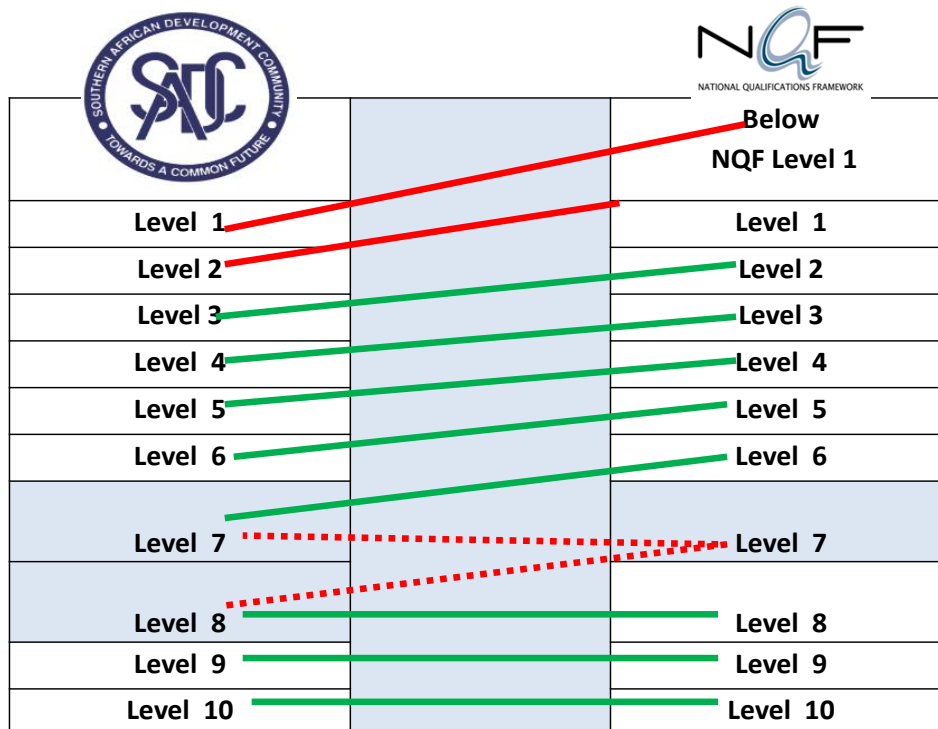 SOUTHERN AFRICAN DEVELOPMENT COMMUNITY
SADC
TOWARDS A COMMON FUTURE
NQF
NATIONAL QUALIFICATIONS FRAMEWORK
Below
NQF Level 1
Level 1 Level 1
Level 2 Level 2
Level 3 Level 3
Level 4 Level 4
Level 5 Level 5
Level 6 Level 6
Level 7 Level 7
Level 8 Level 8
Level 9 Level 9
Level 10 Level 10